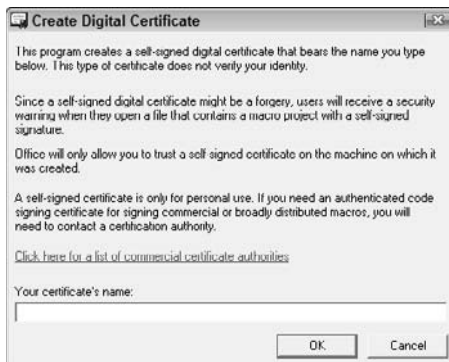 Create Digital Certificate
This program creates a self-signed digital certificate that bears the name you type
below. This type of certificate does not verify your identity.
Since a self-signed digital certificate might be a forgery, users will receive a security
warning when they open a file that contains a macro project with a self-signed
signature.
Office will only allow you to trust a self signed certificate on the machine on which it
was created.
A self-signed certificate is only for personal use. If you need an authenticated code
signing certificate for signing commercial or broadly distributed macros, you will
need to contact a certification authority.
Click here for a list of commercial certificate authorities
Your certificate's name:
OK
Cancel